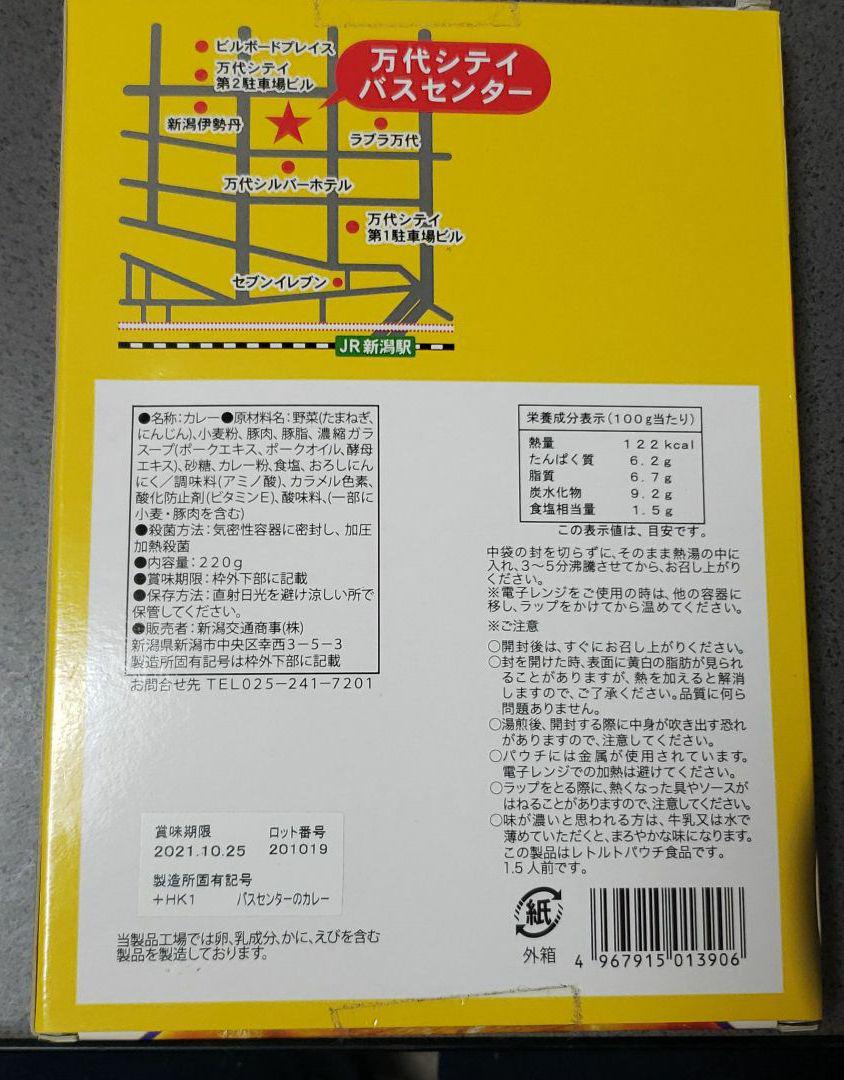 ビルボードプレイス
万代シテイ
第2駐車場ビル
万代シテイ
バスセンター
新潟伊勢丹
ラブラ万代
万代シルバーホテル
万代シテイ
第1駐車場ビル
セブンイレブン
JR新潟駅
●名称:カレー●原材料名:野菜(たまねぎ、
にんじん)、小麦粉、豚肉、豚脂、濃縮ガラ
スープ(ポークエキス、ポークオイル、酵母
エキス)、砂糖、カレー粉、食塩、おろしにん
にく/調味料(アミノ酸)、カラメル色素、
酸化防止剤(ビタミンE)、酸味料、(一部に
小麦・豚肉を含む)
●殺菌方法:気密性容器に密封し、加圧
加熱殺菌
●内容量:220g
●賞味期限:枠外下部に記載
●保存方法:直射日光を避け涼しい所で
保管してください。
●販売者:新潟交通商事(株)
新潟県新潟市中央区幸西3-5-3
製造所固有記号は枠外下部に記載
お問合せ先 TEL025-241-7201
賞味期限 ロット番号
2021.10.25 201019
製造所固有記号
+HK1 バスセンターのカレー
当製品工場では卵、乳成分、かに、えびを含む
製品を製造しております。
栄養成分表示(100g当たり)
熱量 122kcal
たんぱく質 6.2g
脂質 6.7g
炭水化物 9.2g
食塩相当量 1.5g
この表示値は、目安です。
中袋の封を切らずに、そのまま熱湯の中に
入れ、3〜5分沸騰させてから、お召し上がり
ください。
※電子レンジをご使用の時は、他の容器に
移し、ラップをかけてから温めてください。
※ご注意
○開封後は、すぐにお召し上がりください。
○封を開けた時、表面に黄白の脂肪が見られ
ることがありますが、熱を加えると解消
しますので、ご了承ください。品質に何ら
問題ありません。
○湯煎後、開封する際に中身が吹き出す恐れ
がありますので、注意してください。
○パウチには金属が使用されています。
電子レンジでの加熱は避けてください。
○ラップをとる際に、熱くなった具やソースが
はねることがありますので、注意してください。
○味が濃いと思われる方は、牛乳又は水で
薄めていただくと、まろやかな味になります。
この製品はレトルトパウチ食品です。
1.5人前です。
紙
外箱
4 967915 013906